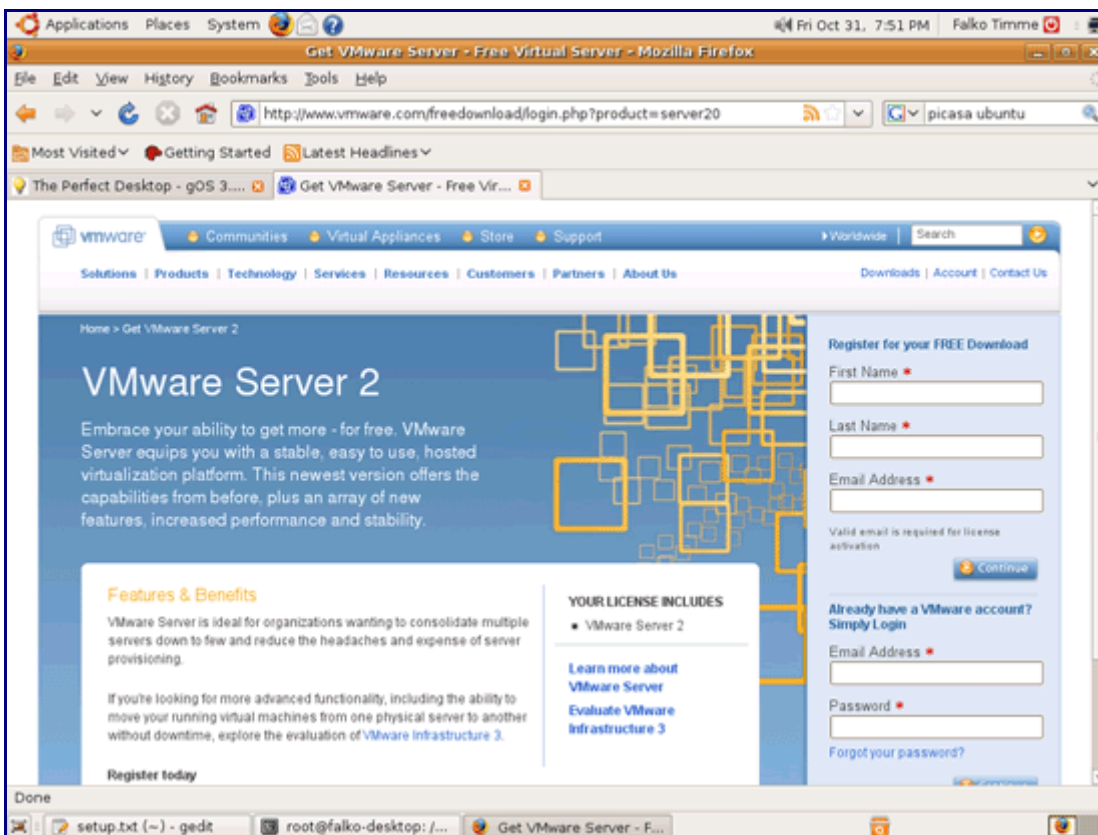 Applications Places System
Fri Oct 31, 7:51 PM Falko Timme
Get VMware Server - Free Virtual Server - Mozilla Firefox
File Edit View History Bookmarks Tools Help
http://www.vmware.com/freedownload/login.php?product=server20
picasa ubuntu
Most Visited Getting Started Latest Headlines
The Perfect Desktop - gOS 3....
Get VMware Server - Free Vir...
vmware
Communities Virtual Appliances Store Support
Worldwide | Search
Solutions | Products | Technology | Services | Resources | Customers | Partners | About Us
Downloads | Account | Contact Us
Home > Get VMware Server 2
VMware Server 2
Embrace your ability to get more - for free. VMware
Server equips you with a stable, easy to use, hosted
virtualization platform. This newest version offers the
capabilities from before, plus an array of new
features, increased performance and stability.
Features & Benefits
VMware Server is ideal for organizations wanting to consolidate multiple
servers down to few and reduce the headaches and expense of server
provisioning.
If you're looking for more advanced functionality, including the ability to
move your running virtual machines from one physical server to another
without downtime, explore the evaluation of VMware Infrastructure 3.
Register today
YOUR LICENSE INCLUDES
• VMware Server 2
Learn more about
VMware Server
Evaluate VMware
Infrastructure 3
Register for your FREE Download
First Name *
Last Name *
Email Address *
Valid email is required for license
activation
Continue
Already have a VMware account?
Simply Login
Email Address *
Password *
Forgot your password?
Done
setup.txt (~) - gedit
root@falko-desktop: /...
Get VMware Server - F...